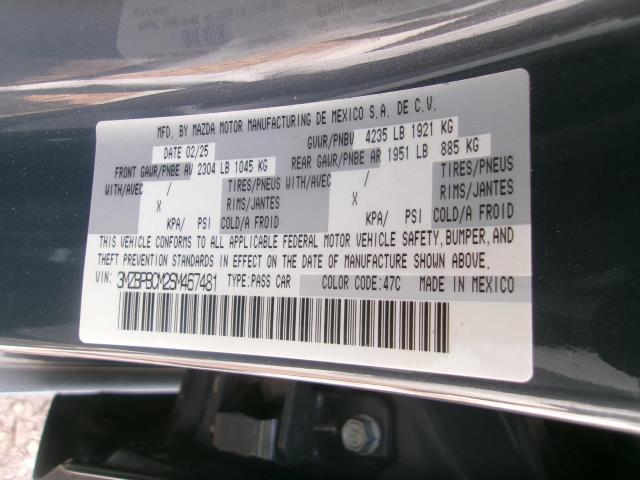 MFD. BY MAZDA MOTOR MANUFACTURING DE MEXICO S.A. DE C.V.
DATE 02/25 GVWR/PNBV 4235 LB 1921 KG
FRONT GAWR/PNBE AV 2304 LB 1045 KG REAR GAWR/PNBE AR 1951 LB 885 KG
WITH/AVEC / TIRES/PNEUS WITH/AVEC / TIRES/PNEUS
X RIMS/JANTES X RIMS/JANTES
KPA/ PSI COLD/A FROID KPA/ PSI COLD/A FROID
THIS VEHICLE CONFORMS TO ALL APPLICABLE FEDERAL MOTOR VEHICLE SAFETY, BUMPER, AND
THEFT PREVENTION STANDARDS IN EFFECT ON THE DATE OF MANUFACTURE SHOWN ABOVE.
VIN: 3MZBPBCM2SM457481 TYPE:PASS CAR COLOR CODE:47C MADE IN MEXICO